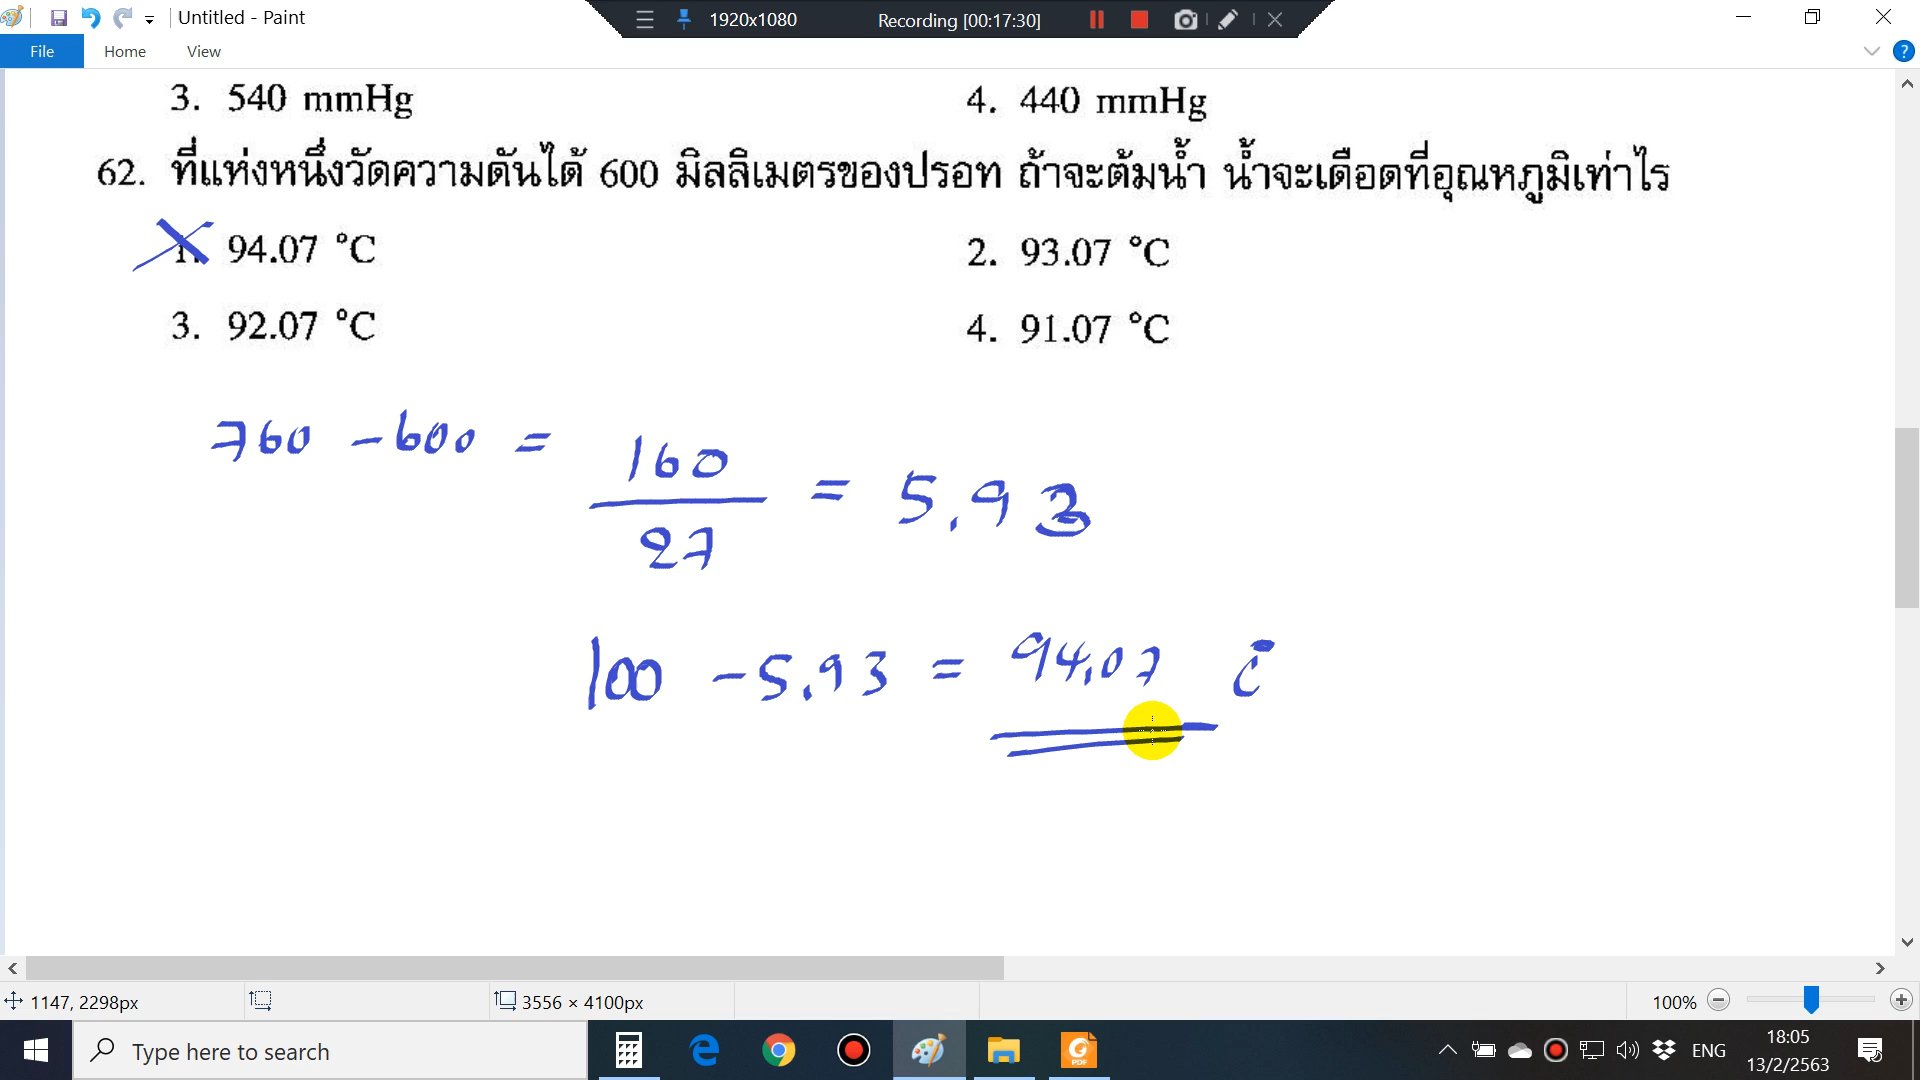 Untitled - Paint
1920x1080
Recording [00:17:30]
File
Home
View
3. 540 mmHg
4. 440 mmHg
62. ที่แห่งหนึ่งวัดความดันได้ 600 มิลลิเมตรของปรอท ถ้าจะต้มน้ำ น้ำจะเดือดที่อุณหภูมิเท่าไร
1. 94.07 °C
2. 93.07 °C
3. 92.07 °C
4. 91.07 °C
760 - 600 = 160
27
= 5.93
100 - 5.93 = 94.07 °C
1147, 2298px
3556 × 4100px
100%
Type here to search
ENG
18:05
13/2/2563